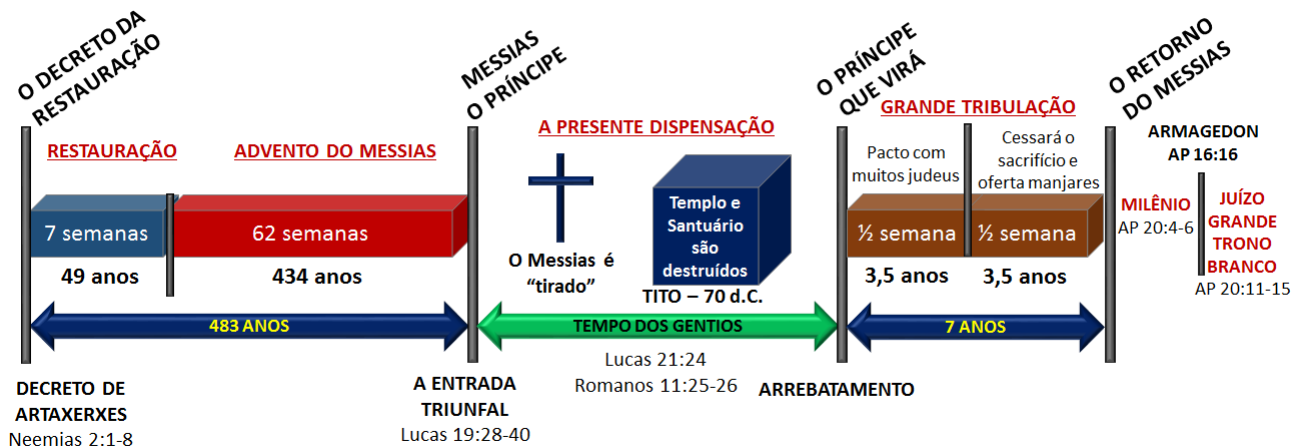 O DECRETO DA
RESTAURAÇÃO
MESSIAS
O PRÍNCIPE
O PRÍNCIPE
QUE VIRÁ
O RETORNO
DO MESSIAS
RESTAURAÇÃO
ADVENTO DO MESSIAS
A PRESENTE DISPENSAÇÃO
GRANDE TRIBULAÇÃO
7 semanas
49 anos
62 semanas
434 anos
O Messias é
“tirado”
Templo e
Santuário
são
destruídos
TITO – 70 d.C.
Pacto com
muitos judeus
Cessará o
sacrifício e
oferta manjares
½ semana
½ semana
3,5 anos
3,5 anos
ARMAGEDON
AP 16:16
MILÊNIO
AP 20:4-6
JUÍZO
GRANDE
TRONO
BRANCO
AP 20:11-15
483 ANOS
TEMPO DOS GENTIOS
7 ANOS
Lucas 21:24
Romanos 11:25-26
DECRETO DE
ARTAXERXES
Neemias 2:1-8
A ENTRADA
TRIUNFAL
Lucas 19:28-40
ARREBATAMENTO